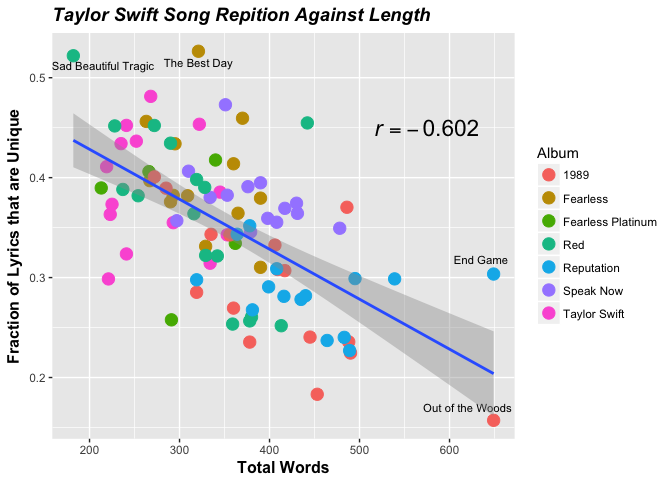 Taylor Swift Song Repition Against Length
Fraction of Lyrics that are Unique
0.5
0.4
0.3
0.2
Sad Beautiful Tragic
The Best Day
r = − 0.602
End Game
Out of the Woods
200
300
400
500
600
Total Words
Album
1989
Fearless
Fearless Platinum
Red
Reputation
Speak Now
Taylor Swift